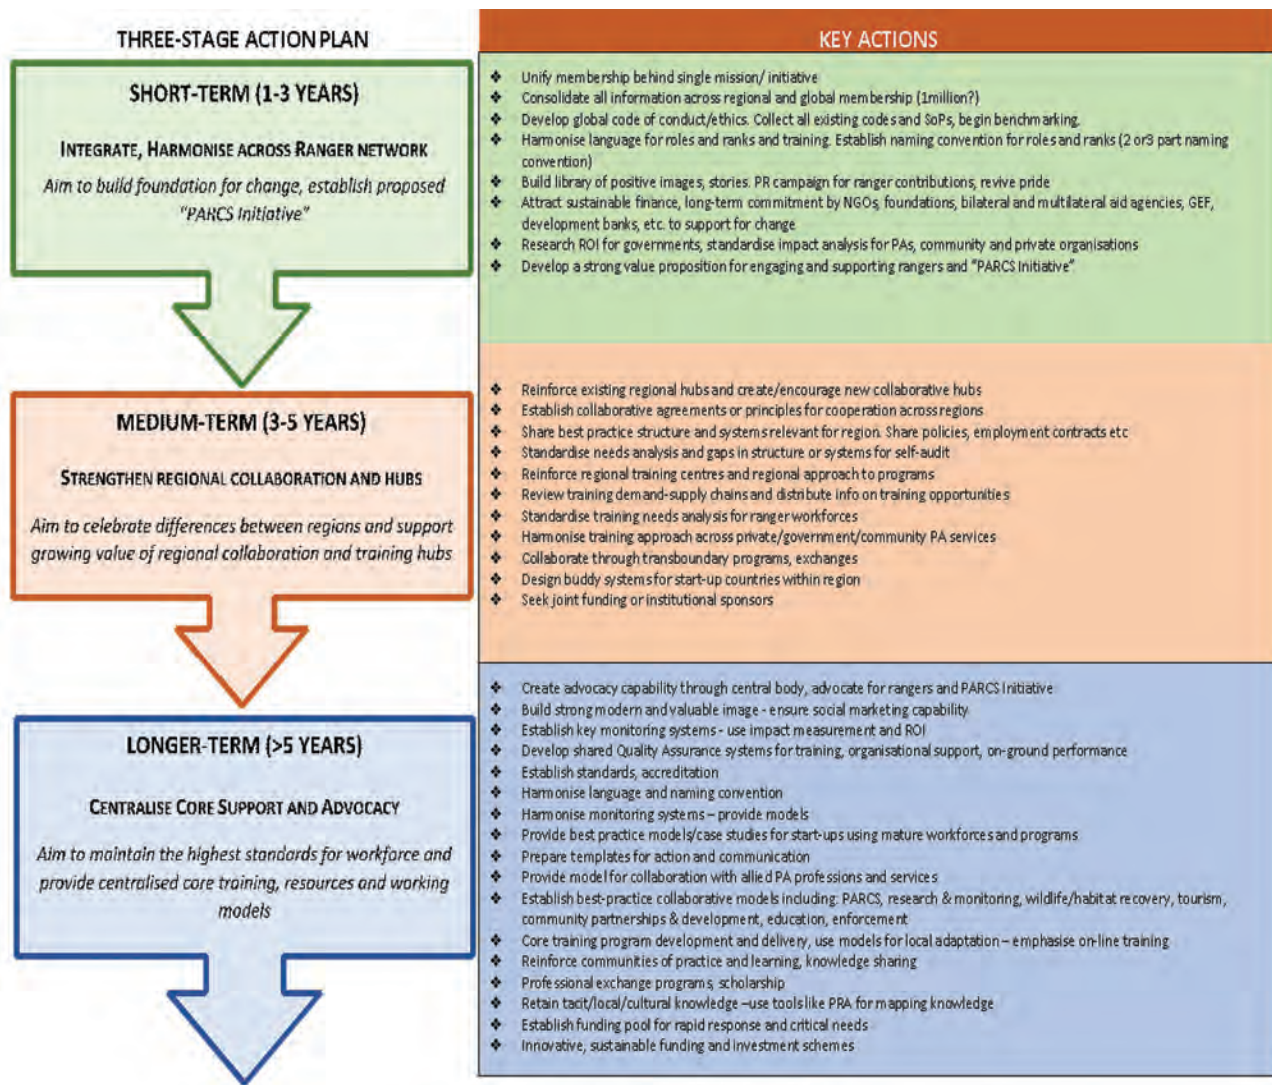 THREE-STAGE ACTION PLAN
SHORT-TERM (1-3 YEARS)
INTEGRATE, HARMONISE ACROSS RANGER NETWORK
Aim to build foundation for change, establish proposed
"PARCS Initiative"
MEDIUM-TERM (3-5 YEARS)
STRENGTHEN REGIONAL COLLABORATION AND HUBS
Aim to celebrate differences between regions and support
growing value of regional collaboration and training hubs
LONGER-TERM (>5 YEARS)
CENTRALISE CORE SUPPORT AND ADVOCACY
Aim to maintain the highest standards for workforce and
provide centralised core training, resources and working
models
KEY ACTIONS
❖ Unify membership behind single mission/ initiative
❖ Consolidate all information across regional and global membership (1million?)
❖ Develop global code of conduct/ethics. Collect all existing codes and SoPs, begin benchmarking.
❖ Harmonise language for roles and ranks and training. Establish naming convention for roles and ranks (2 or3 part naming
convention)
❖ Build library of positive images, stories. PR campaign for ranger contributions, revive pride
❖ Attract sustainable finance, long-term commitment by NGOs, foundations, bilateral and multilateral aid agencies, GEF,
development banks, etc. to support for change
❖ Research ROI for governments, standardise impact analysis for PAs, community and private organisations
❖ Develop a strong value proposition for engaging and supporting rangers and "PARCS Initiative"
❖ Reinforce existing regional hubs and create/encourage new collaborative hubs
❖ Establish collaborative agreements or principles for cooperation across regions
❖ Share best practice structure and systems relevant for region. Share policies, employment contracts etc
❖ Standardise needs analysis and gaps in structure or systems for self-audit
❖ Reinforce regional training centres and regional approach to programs
❖ Review training demand-supply chains and distribute info on training opportunities
❖ Standardise training needs analysis for ranger workforces
❖ Harmonise training approach across private/government/community PA services
❖ Collaborate through transboundary programs, exchanges
❖ Design buddy systems for start-up countries within region
❖ Seek joint funding or institutional sponsors
❖ Create advocacy capability through central body, advocate for rangers and PARCS Initiative
❖ Build strong modern and valuable image - ensure social marketing capability
❖ Establish key monitoring systems - use impact measurement and ROI
❖ Develop shared Quality Assurance systems for training, organisational support, on-ground performance
❖ Establish standards, accreditation
❖ Harmonise language and naming convention
❖ Harmonise monitoring systems – provide models
❖ Provide best practice models/case studies for start-ups using mature workforces and programs
❖ Prepare templates for action and communication
❖ Provide model for collaboration with allied PA professions and services
❖ Establish best-practice collaborative models including: PARCS, research & monitoring, wildlife/habitat recovery, tourism,
community partnerships & development, education, enforcement
❖ Core training program development and delivery, use models for local adaptation – emphasise on-line training
❖ Reinforce communities of practice and learning, knowledge sharing
❖ Professional exchange programs, scholarship
❖ Retain tacit/local/cultural knowledge –use tools like PRA for mapping knowledge
❖ Establish funding pool for rapid response and critical needs
❖ Innovative, sustainable funding and investment schemes